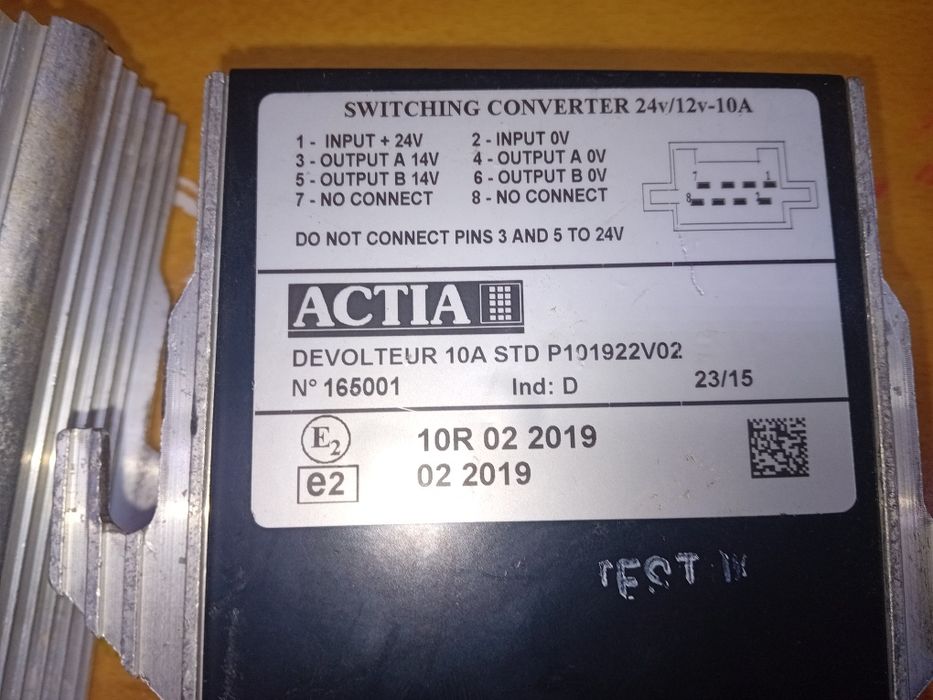 SWITCHING CONVERTER 24v/12v-10A
1 - INPUT + 24V 2 - INPUT 0V
3 - OUTPUT A 14V 4 - OUTPUT A 0V
5 - OUTPUT B 14V 6 - OUTPUT B 0V
7 - NO CONNECT 8 - NO CONNECT
7 1
8 2
DO NOT CONNECT PINS 3 AND 5 TO 24V
ACTIA
DEVOLTEUR 10A STD P101922V02
N° 165001 Ind: D 23/15
E2 10R 02 2019
e2 02 2019
TEST